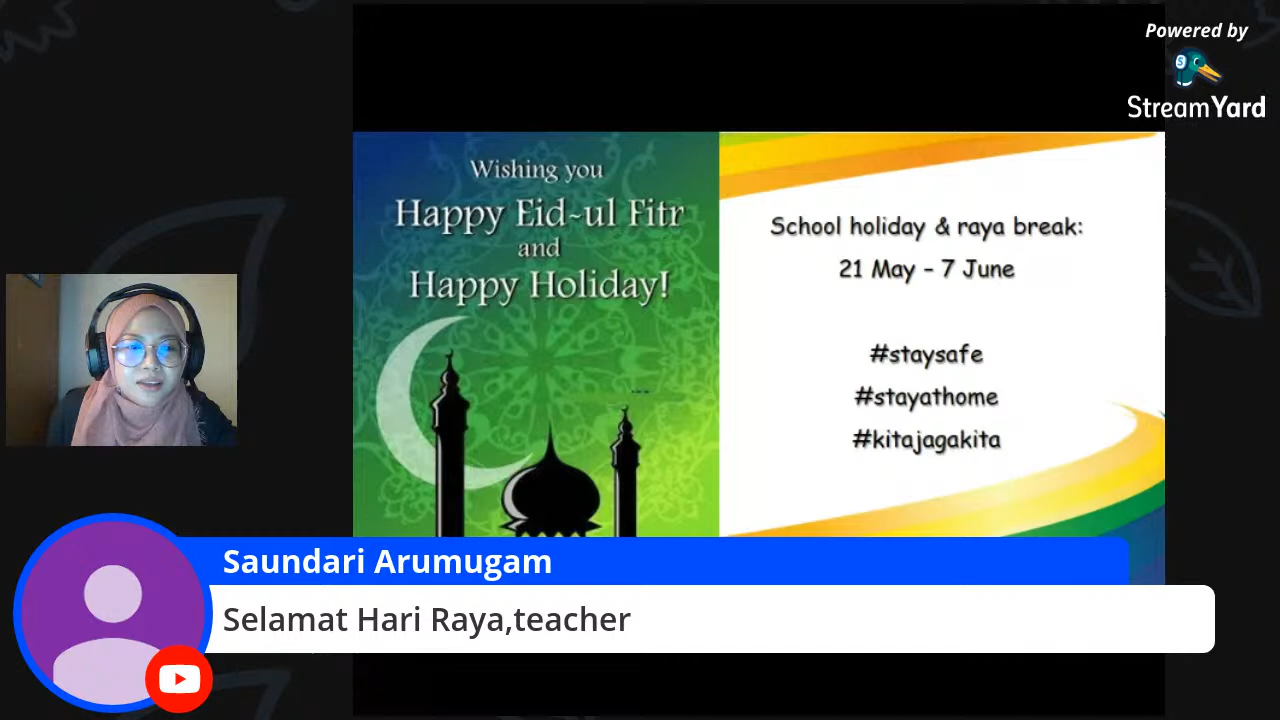 Powered by
StreamYard
Wishing you
Happy Eid-ul Fitr
and
Happy Holiday!
School holiday & raya break:
21 May - 7 June
#staysafe
#stayathome
#kitajagakita
Saundari Arumugam
Selamat Hari Raya,teacher